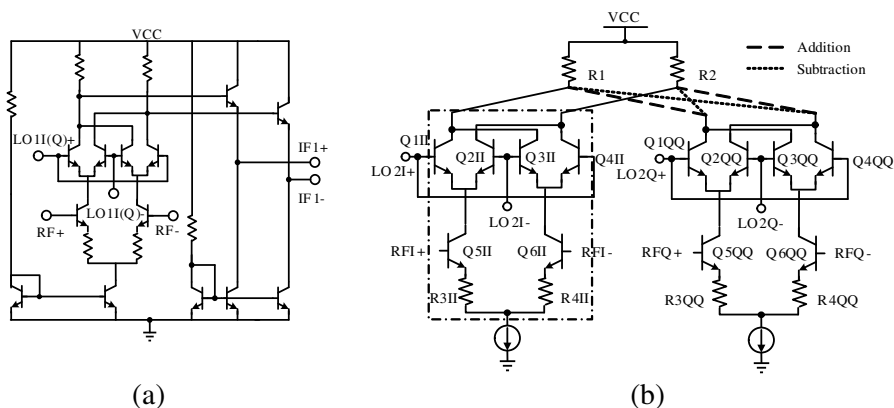 VCC
LO1I(Q)+
LO1I(Q)-
RF+
RF-
IF1+
IF1-
(a)
VCC
R1
R2
Addition
Subtraction
Q1II
Q2II
Q3II
Q4II
LO2I+
LO2I-
RFI+
Q5II
Q6II
RFI-
R3II
R4II
Q1QQ
Q2QQ
Q3QQ
Q4QQ
LO2Q+
LO2Q-
RFQ+
Q5QQ
Q6QQ
RFQ-
R3QQ
R4QQ
(b)